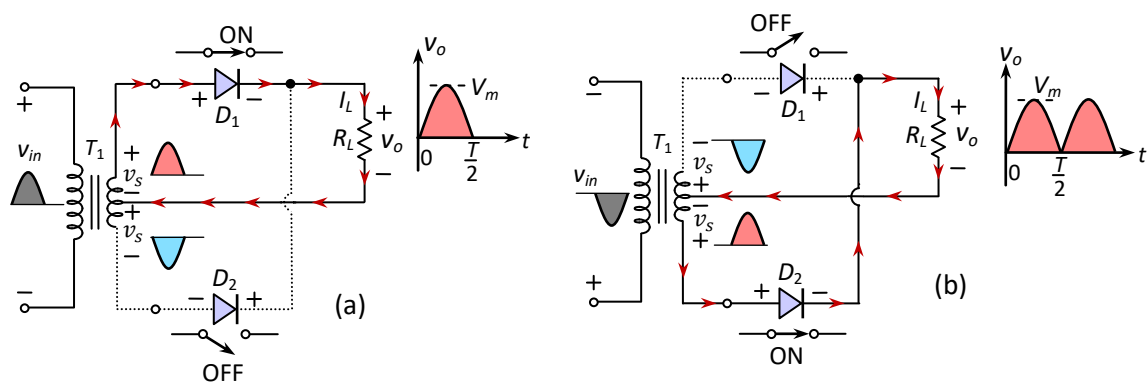 ON
+ − D₁
I_L
R_L
+ v_o −
v_o
V_m
0 T/2 t
+ −
v_in
T₁
+ v_s −
+ v_s −
D₂
− +
OFF
(a)
OFF
− + D₁
I_L
R_L
+ v_o −
v_o
V_m
0 T/2 t
− +
v_in
T₁
− v_s +
− v_s +
D₂
+ −
ON
(b)